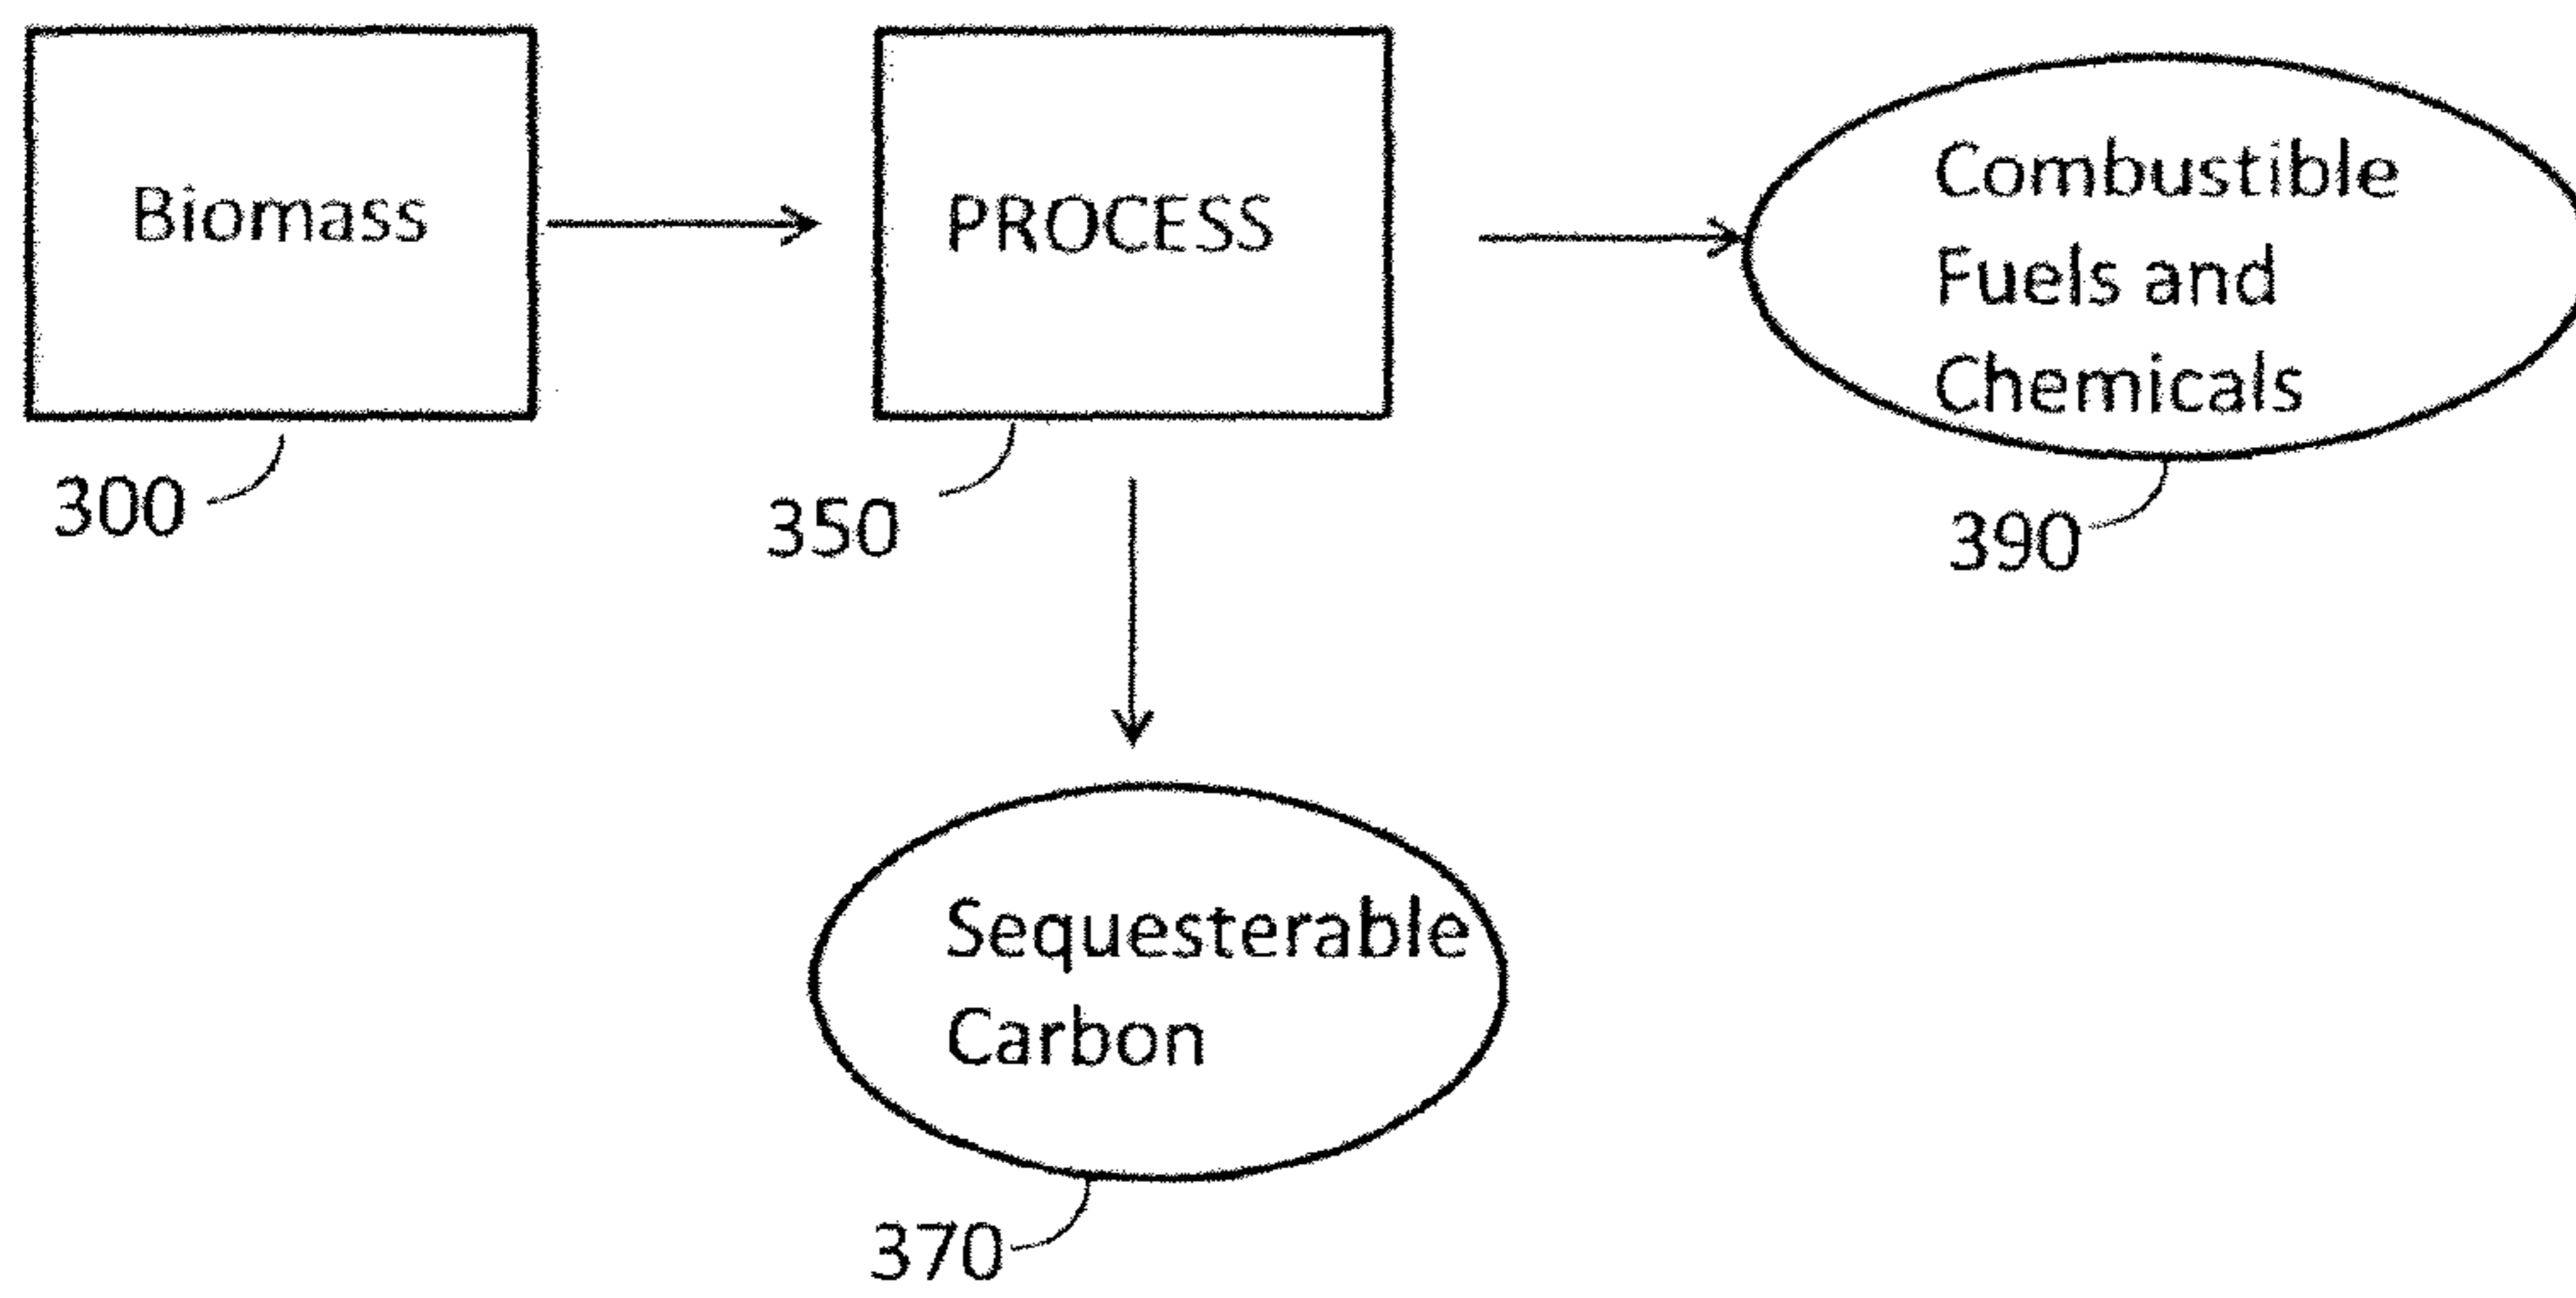 Biomass
PROCESS
Combustible
Fuels and
Chemicals
300
350
390
Sequesterable
Carbon
370